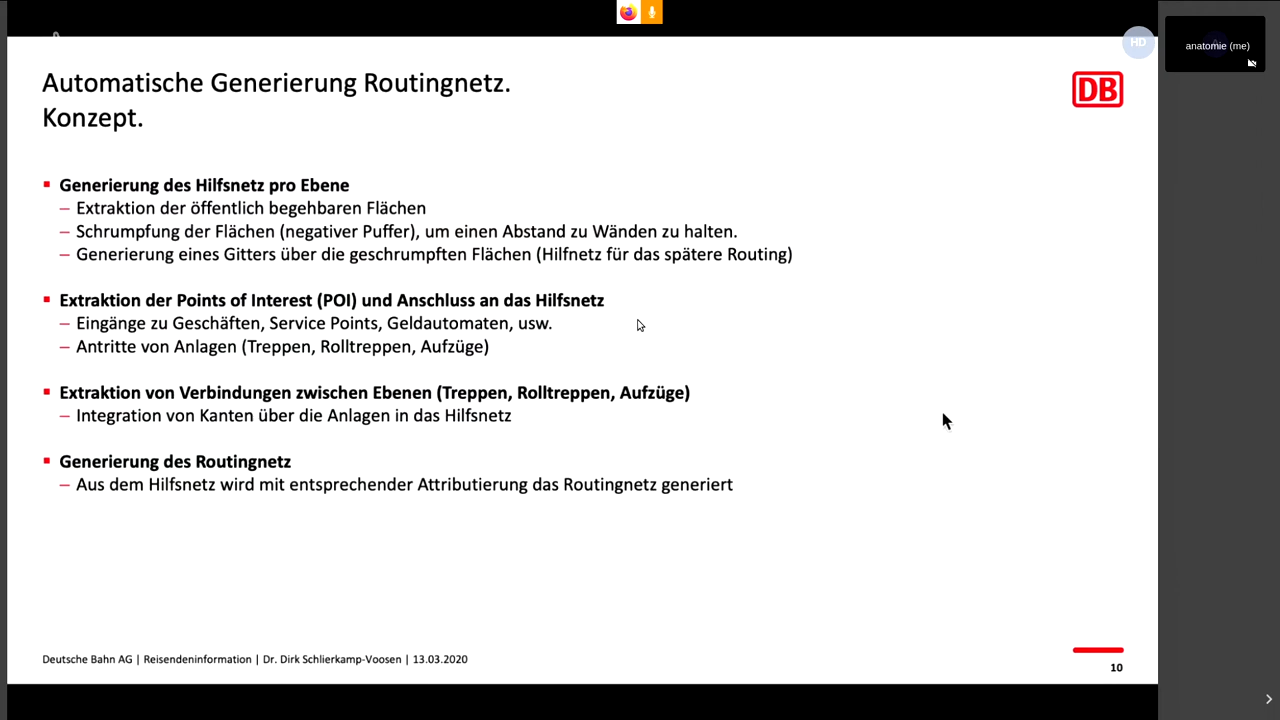 HD
anatomie (me)
Automatische Generierung Routingnetz.
Konzept.
DB
Generierung des Hilfsnetz pro Ebene
– Extraktion der öffentlich begehbaren Flächen
– Schrumpfung der Flächen (negativer Puffer), um einen Abstand zu Wänden zu halten.
– Generierung eines Gitters über die geschrumpften Flächen (Hilfnetz für das spätere Routing)
Extraktion der Points of Interest (POI) und Anschluss an das Hilfsnetz
– Eingänge zu Geschäften, Service Points, Geldautomaten, usw.
– Antritte von Anlagen (Treppen, Rolltreppen, Aufzüge)
Extraktion von Verbindungen zwischen Ebenen (Treppen, Rolltreppen, Aufzüge)
– Integration von Kanten über die Anlagen in das Hilfsnetz
Generierung des Routingnetz
– Aus dem Hilfsnetz wird mit entsprechender Attributierung das Routingnetz generiert
Deutsche Bahn AG | Reisendeninformation | Dr. Dirk Schlierkamp-Voosen | 13.03.2020
10